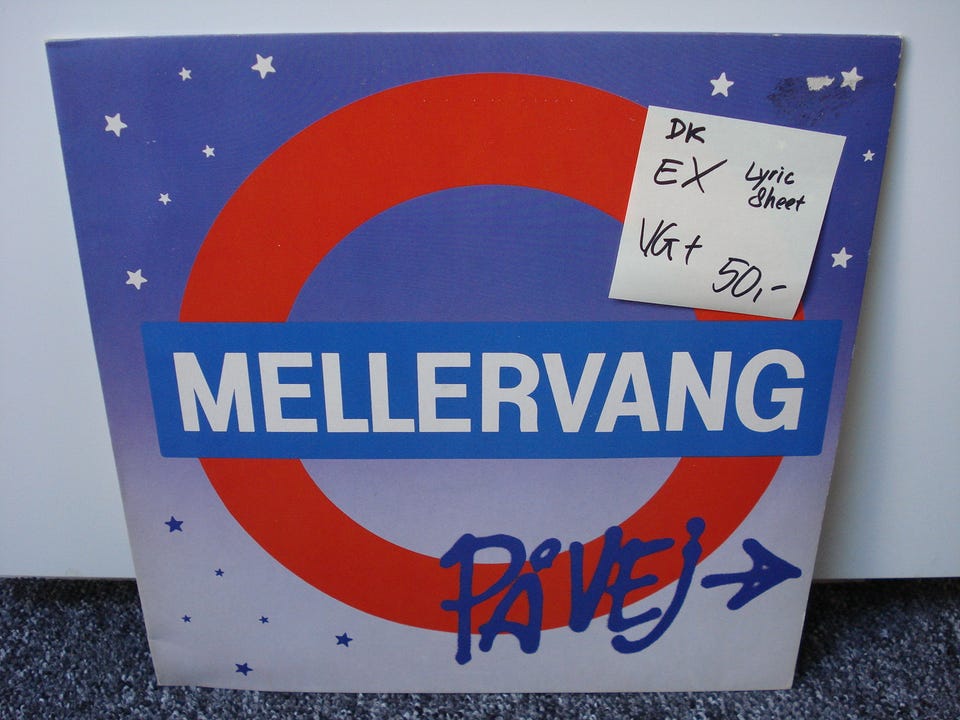 DK
EX Lyric
Sheet
VG+
50,-
MELLERVANG
PÅ VEJ